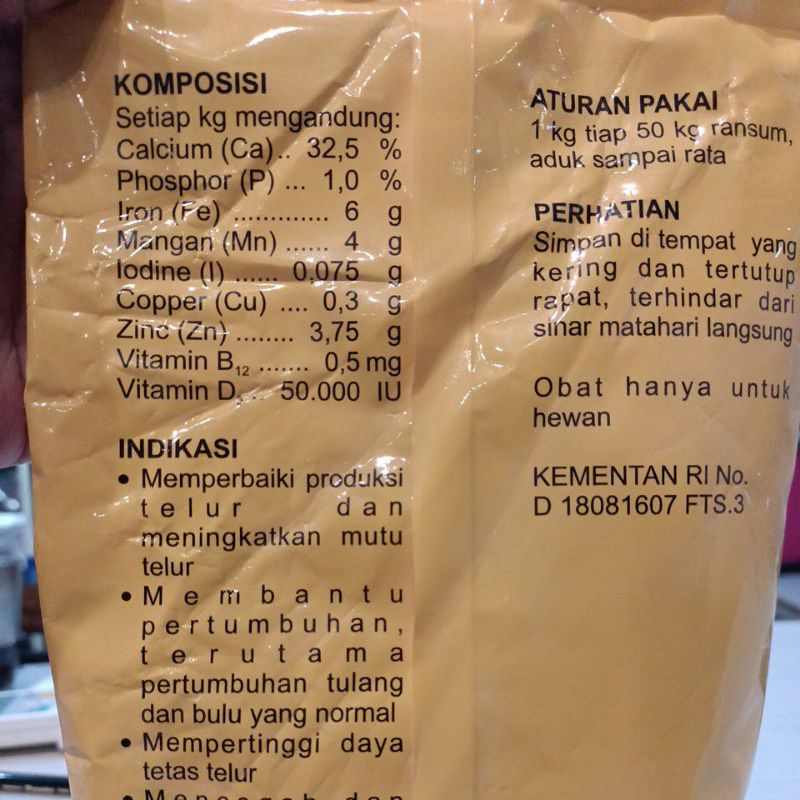 KOMPOSISI
Setiap kg mengandung:
Calcium (Ca).. 32,5 %
Phosphor (P) ... 1,0 %
Iron (Fe) ............. 6 g
Mangan (Mn) ...... 4 g
Iodine (I) ...... 0,075 g
Copper (Cu) .... 0,3 g
Zinc (Zn) ........ 3,75 g
Vitamin B12 ....... 0,5 mg
Vitamin D3 .. 50.000 IU
INDIKASI
• Memperbaiki produksi
telur dan
meningkatkan mutu
telur
• Membantu
pertumbuhan,
terutama
pertumbuhan tulang
dan bulu yang normal
• Mempertinggi daya
tetas telur
• Mencegah dan
ATURAN PAKAI
1 kg tiap 50 kg ransum,
aduk sampai rata
PERHATIAN
Simpan di tempat yang
kering dan tertutup
rapat, terhindar dari
sinar matahari langsung
Obat hanya untuk
hewan
KEMENTAN RI No.
D 18081607 FTS.3